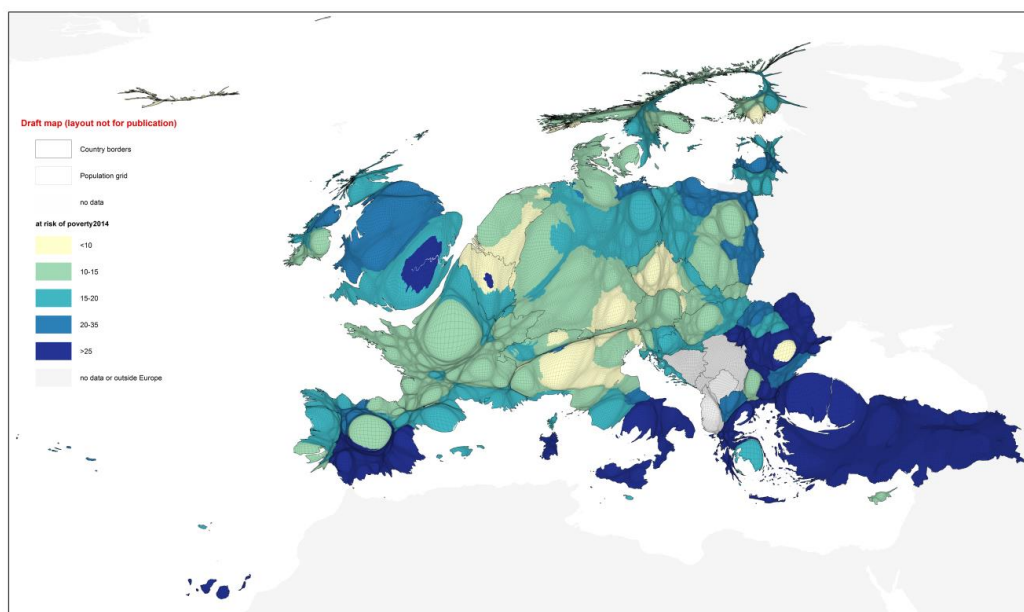 Draft map (layout not for publication)
Country borders
Population grid
no data
at risk of poverty2014
<10
10-15
15-20
20-35
>25
no data or outside Europe